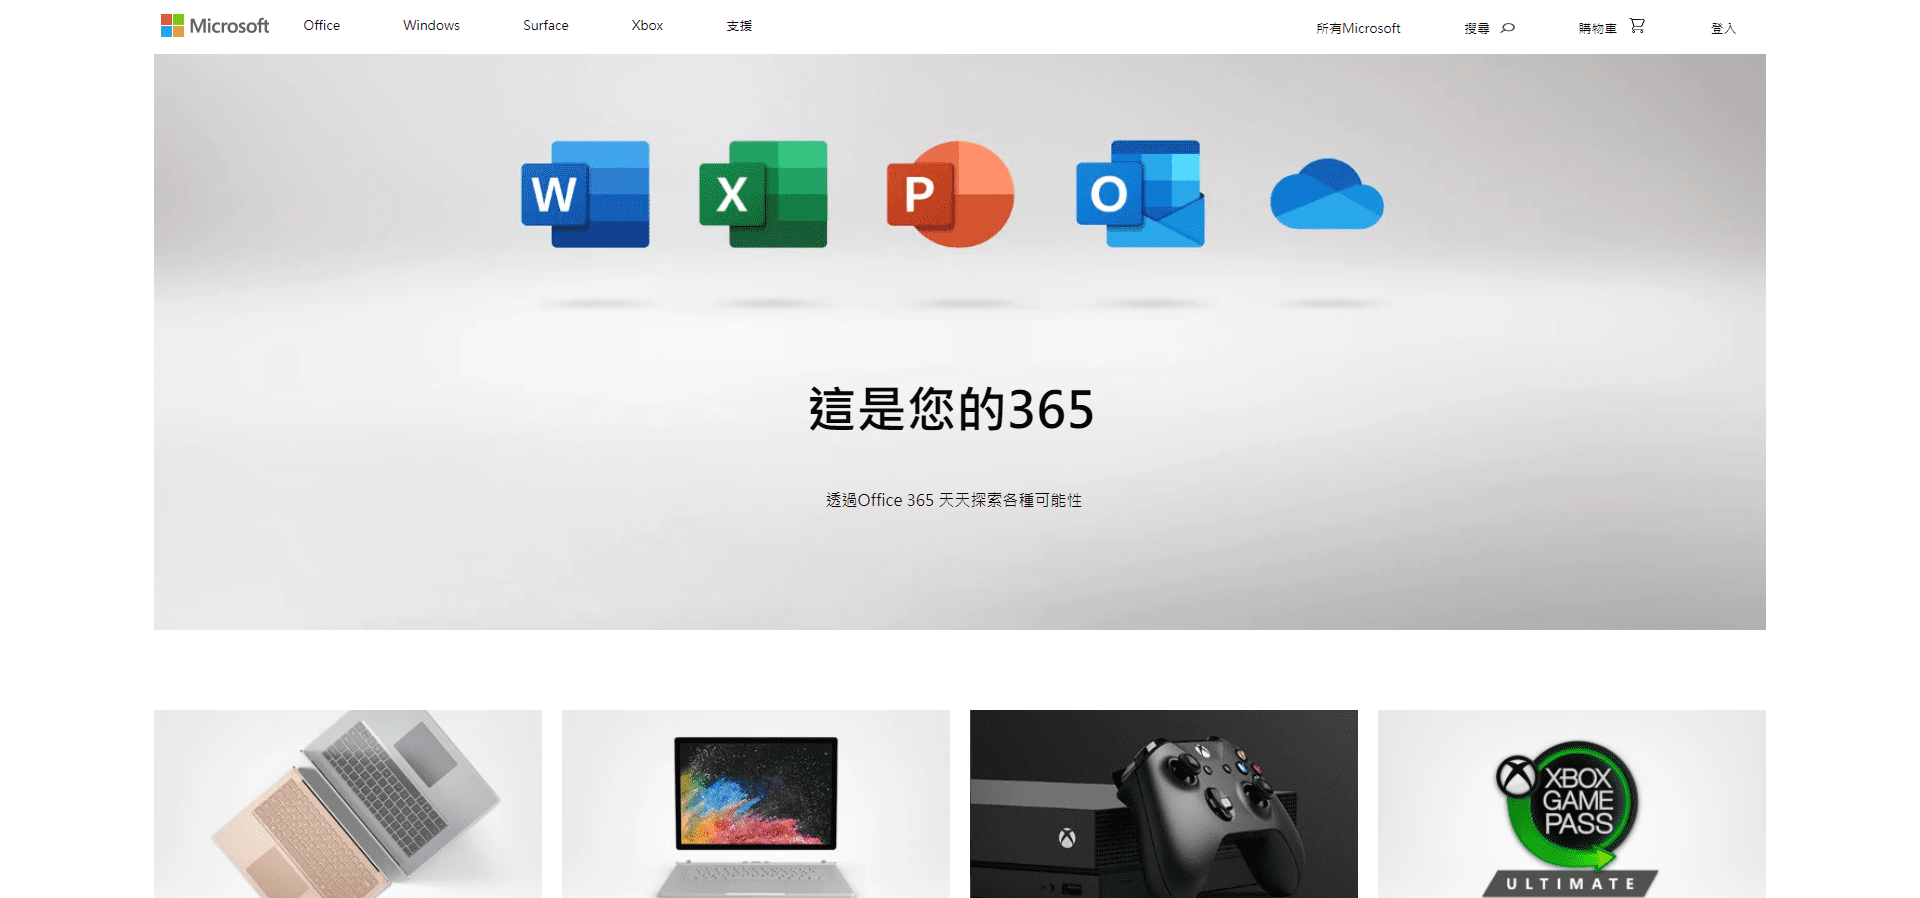 Microsoft Office Windows Surface Xbox 支援 所有Microsoft 搜尋 購物車 登入
W X P O
這是您的365
透過Office 365 天天探索各種可能性
XBOX
GAME
PASS
ULTIMATE